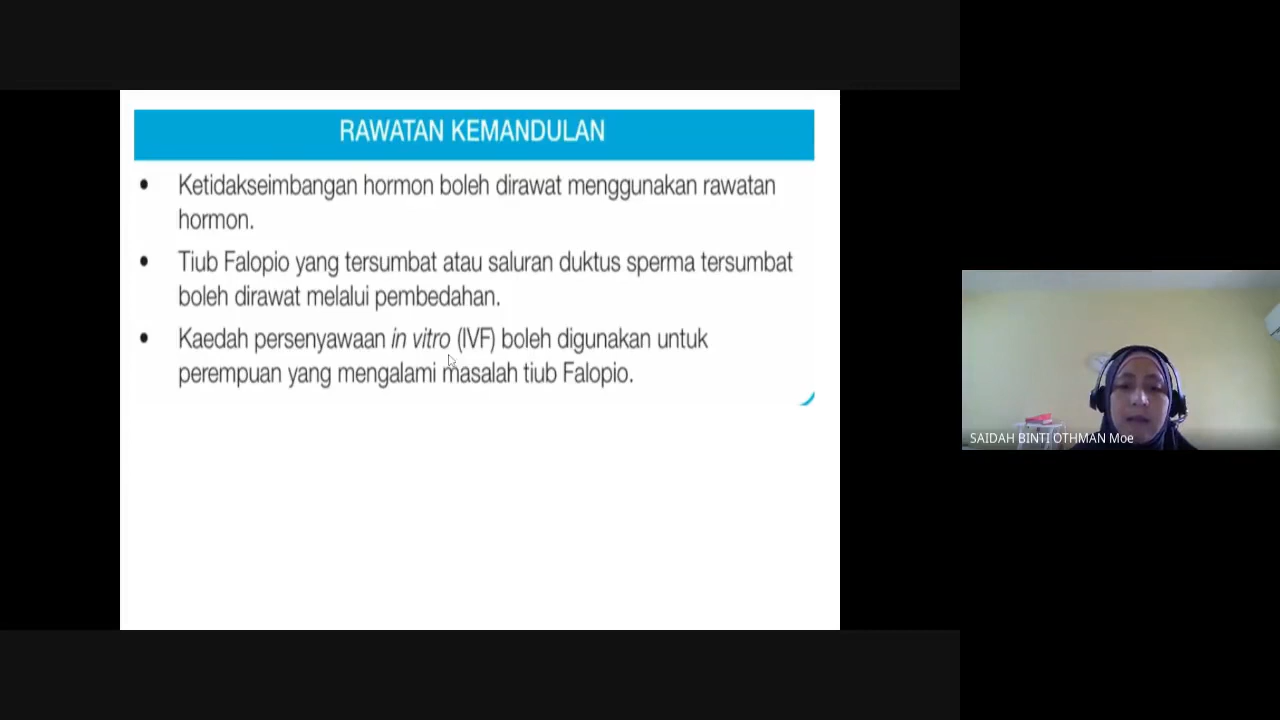 RAWATAN KEMANDULAN
• Ketidakseimbangan hormon boleh dirawat menggunakan rawatan
hormon.
• Tiub Falopio yang tersumbat atau saluran duktus sperma tersumbat
boleh dirawat melalui pembedahan.
• Kaedah persenyawaan in vitro (IVF) boleh digunakan untuk
perempuan yang mengalami masalah tiub Falopio.
SAIDAH BINTI OTHMAN Moe